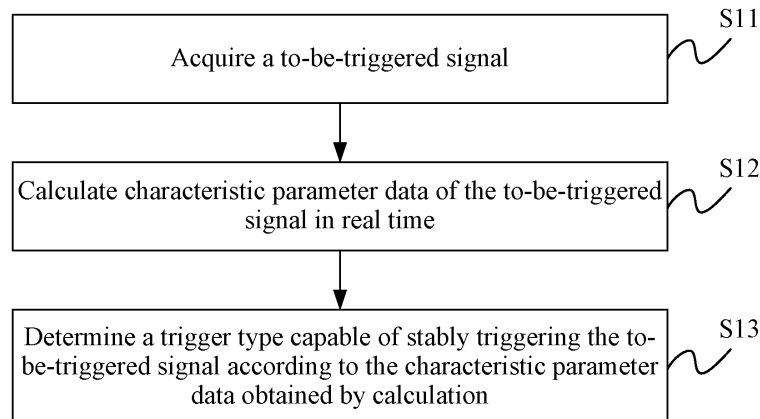 S11
Acquire a to-be-triggered signal
S12
Calculate characteristic parameter data of the to-be-triggered
signal in real time
S13
Determine a trigger type capable of stably triggering the to-
be-triggered signal according to the characteristic parameter
data obtained by calculation